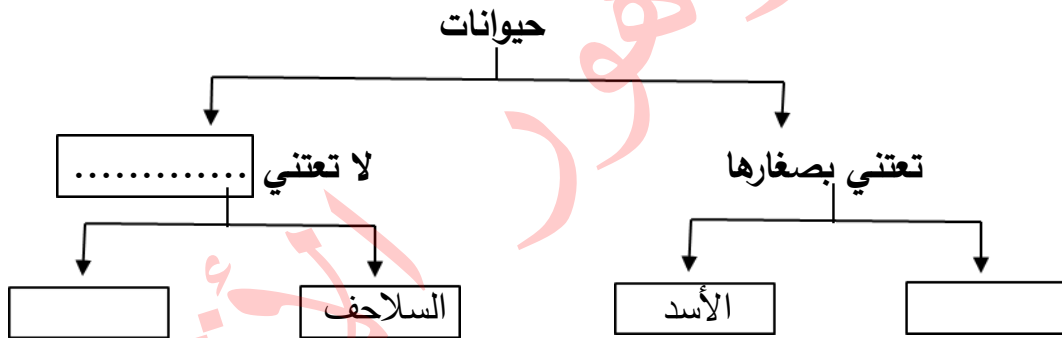 حيوانات
تعتني بصغارها
لا تعتني .............
الأسد
السلاحف